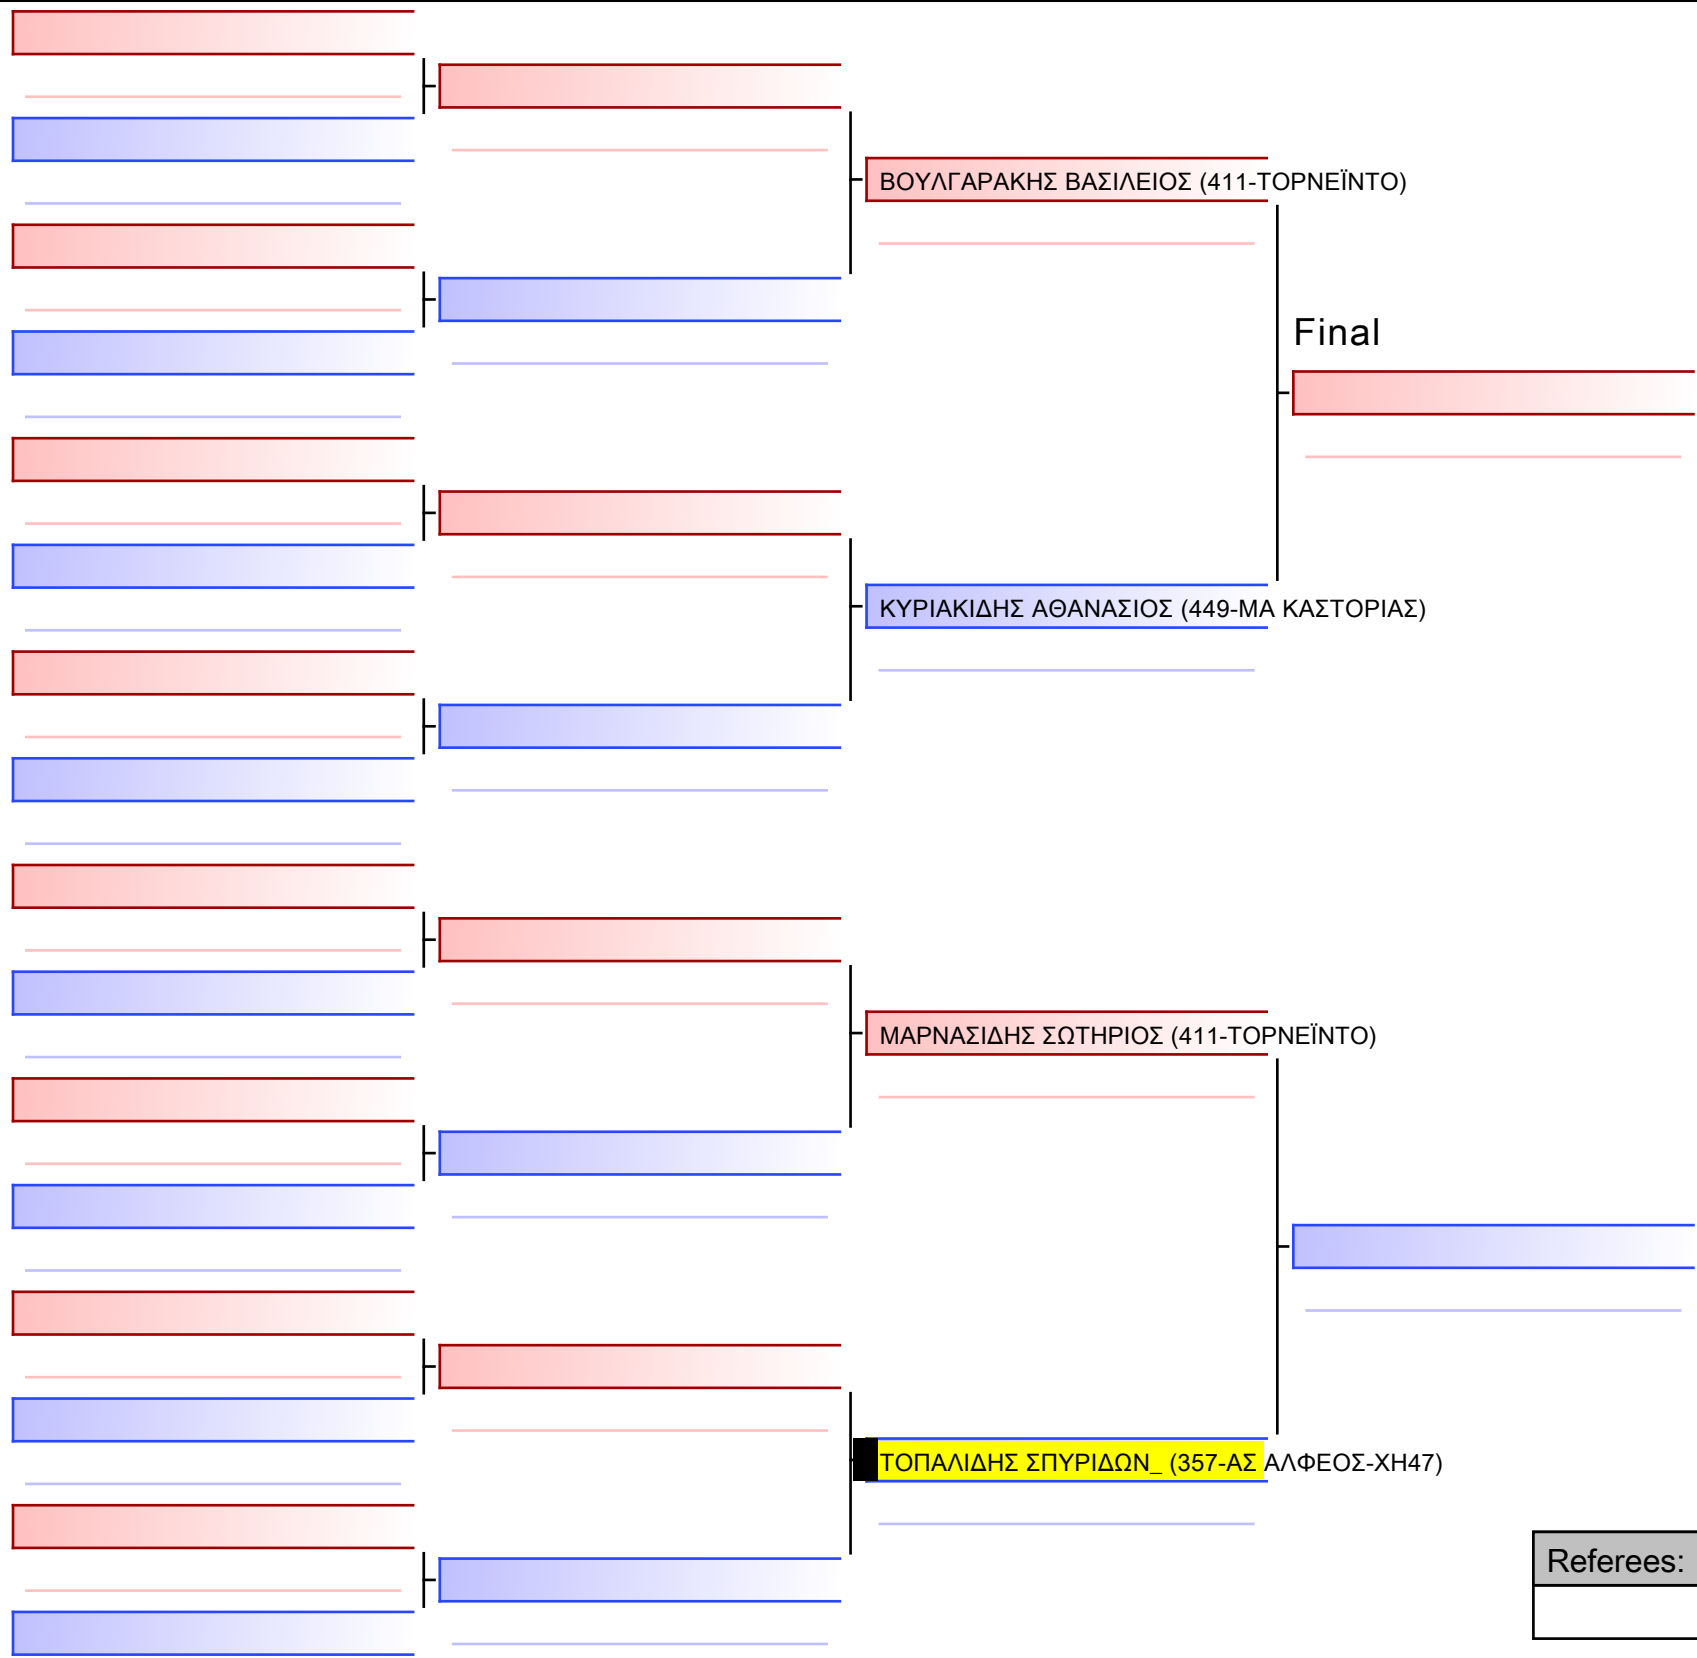 ΒΟΥΛΓΑΡΑΚΗΣ ΒΑΣΙΛΕΙΟΣ (411-ΤΟΡΝΕΪΝΤΟ)
Final
ΚΥΡΙΑΚΙΔΗΣ ΑΘΑΝΑΣΙΟΣ (449-ΜΑ ΚΑΣΤΟΡΙΑΣ)
ΜΑΡΝΑΣΙΔΗΣ ΣΩΤΗΡΙΟΣ (411-ΤΟΡΝΕΪΝΤΟ)
ΤΟΠΑΛΙΔΗΣ ΣΠΥΡΙΔΩΝ_ (357-ΑΣ ΑΛΦΕΟΣ-ΧΗ47)
Referees: